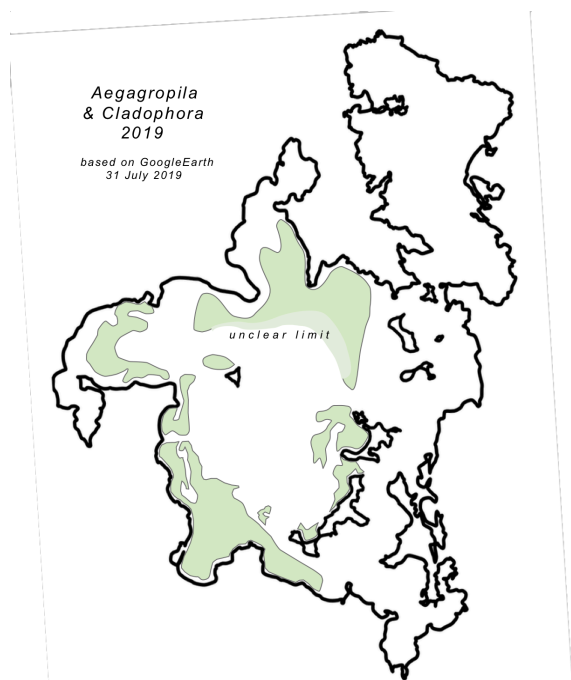 Aegagropila
& Cladophora
2019
based on GoogleEarth
31 July 2019
unclear limit